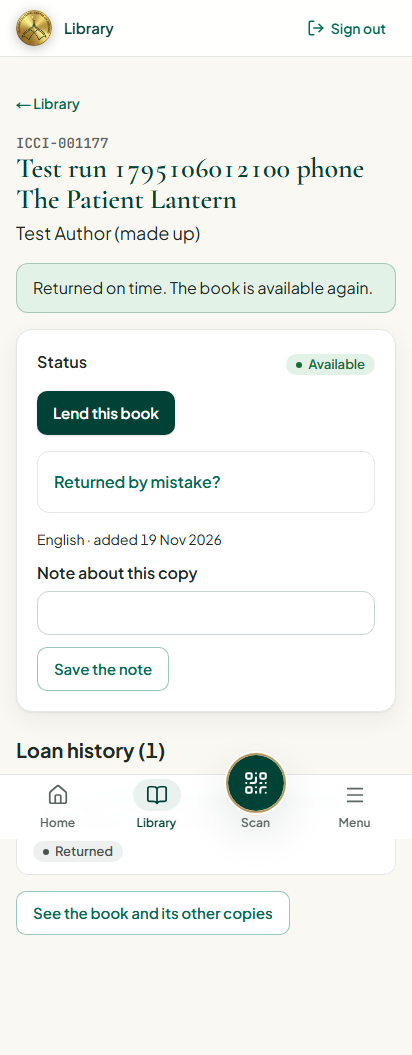 Library
Sign out
← Library
ICCI-001177
Test run 1795106012100 phone
The Patient Lantern
Test Author (made up)
Returned on time. The book is available again.
Status
Available
Lend this book
Returned by mistake?
English · added 19 Nov 2026
Note about this copy
Save the note
Loan history (1)
Home
Library
Scan
Menu
Returned
See the book and its other copies